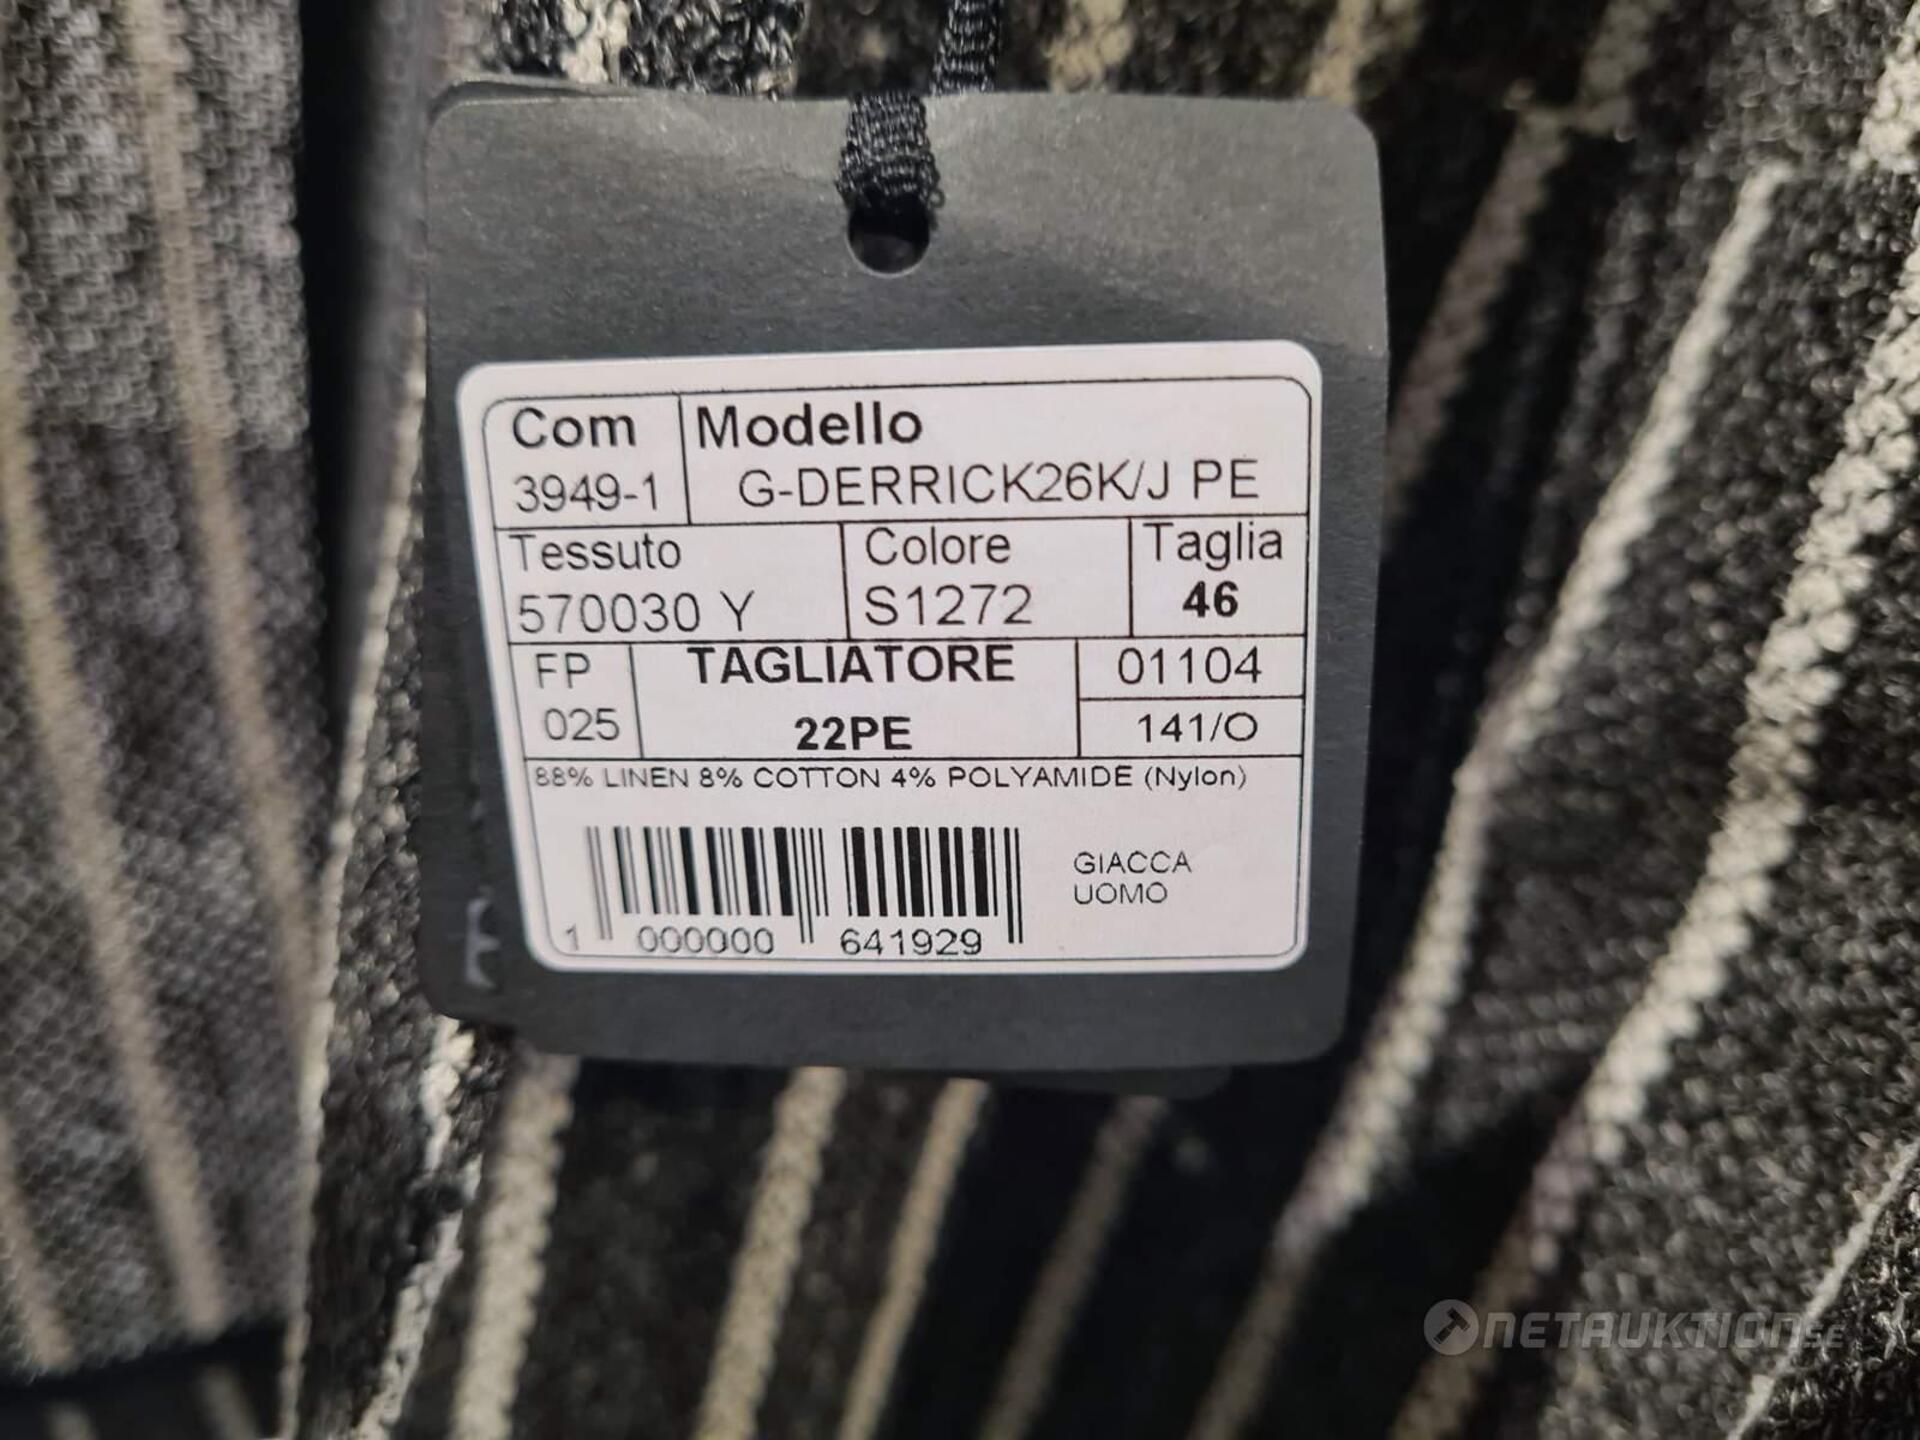 Com Modello
3949-1 G-DERRICK26K/J PE
Tessuto Colore Taglia
570030 Y S1272 46
FP TAGLIATORE 01104
025 22PE 141/O
88% LINEN 8% COTTON 4% POLYAMIDE (Nylon)
GIACCA
UOMO
1 000000 641929
NETAUKTION.SE